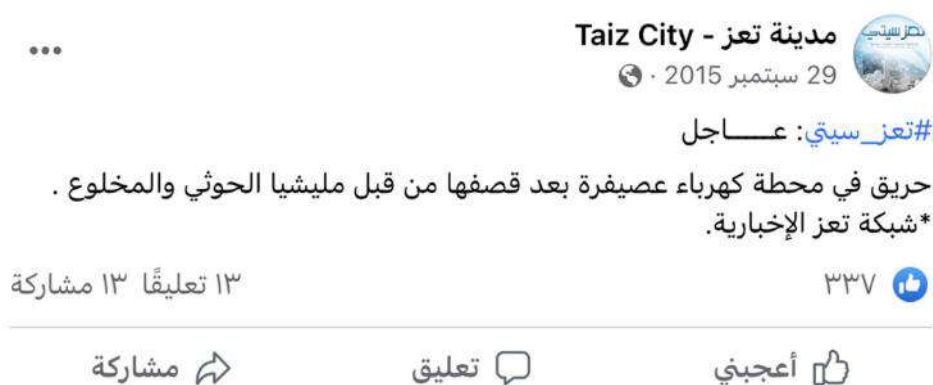 مدينة تعز - Taiz City
29 سبتمبر 2015
#تعز_سيتي: عـــــاجل
حريق في محطة كهرباء عصيفرة بعد قصفها من قبل مليشيا الحوثي والمخلوع .
*شبكة تعز الإخبارية.
٣٣٧
١٣ تعليقًا ١٣ مشاركة
أعجبني
تعليق
مشاركة